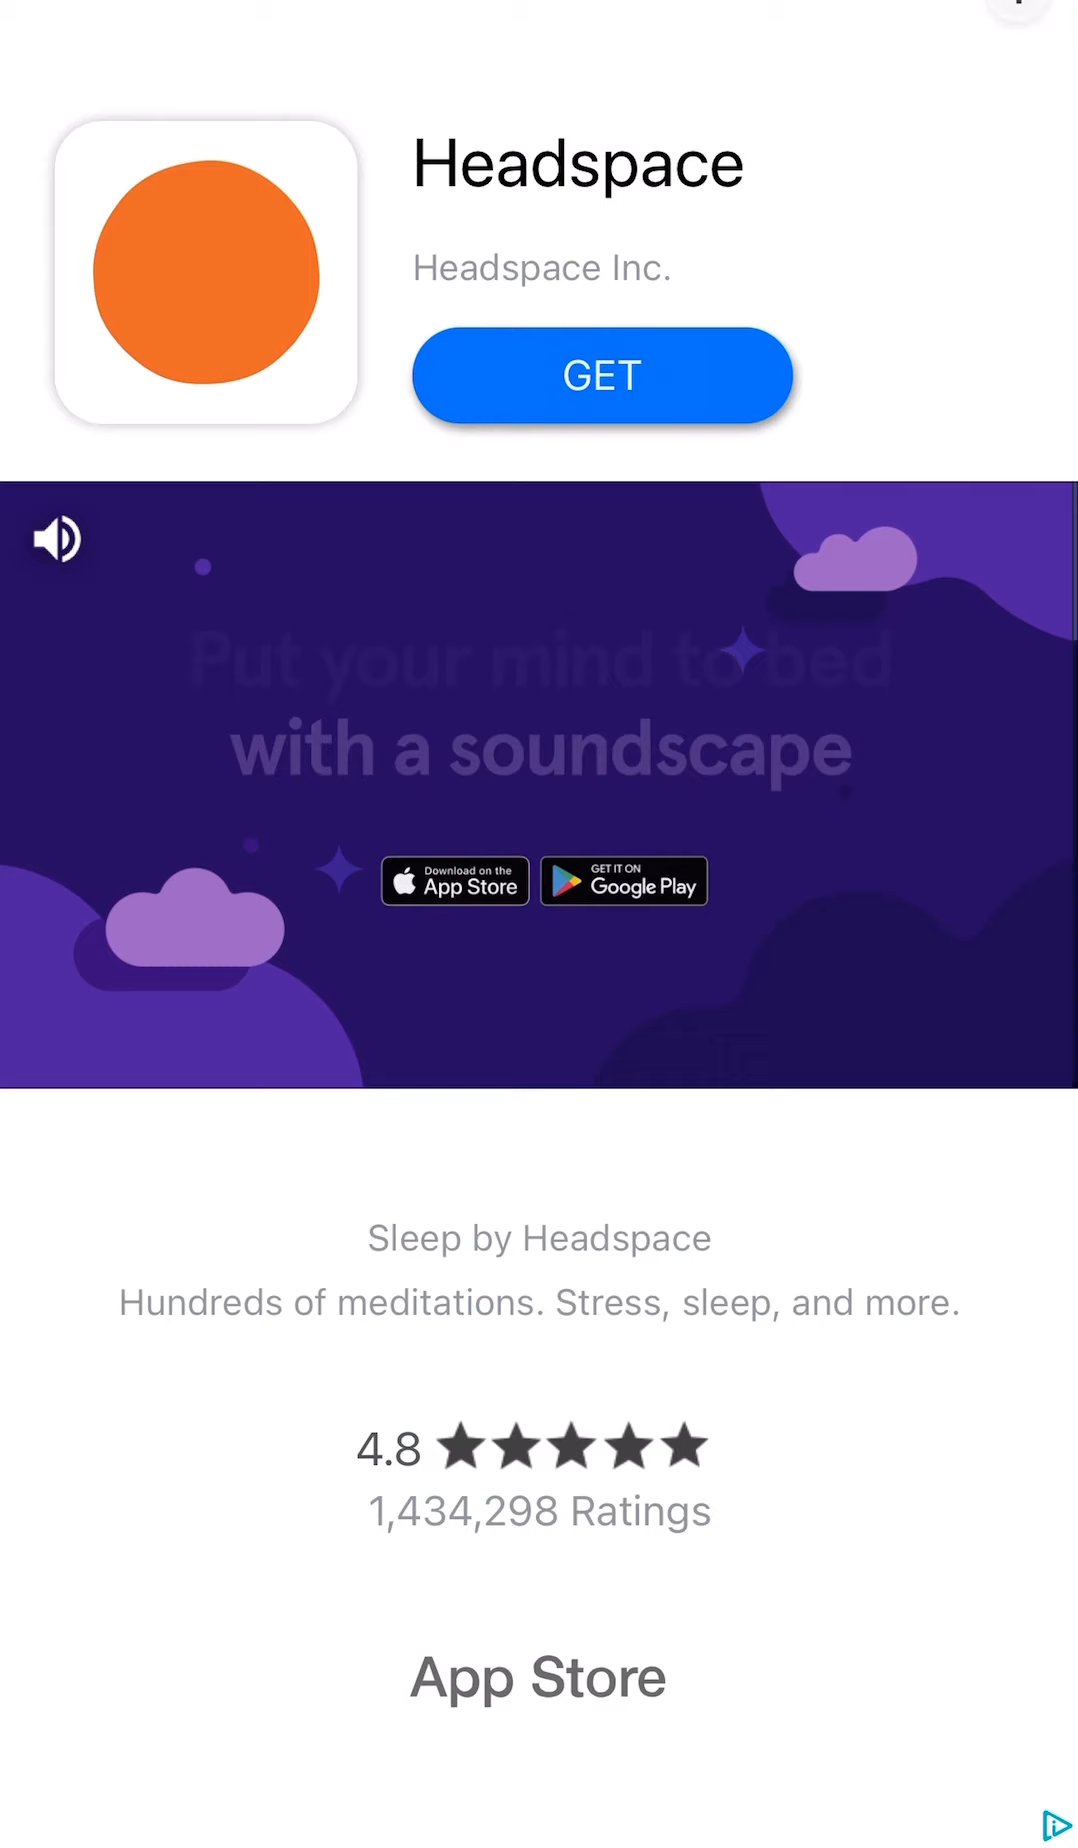 Headspace
Headspace Inc.
GET
Put your mind to bed
with a soundscape
Download on the
App Store
GET IT ON
Google Play
Sleep by Headspace
Hundreds of meditations. Stress, sleep, and more.
4.8
1,434,298 Ratings
App Store